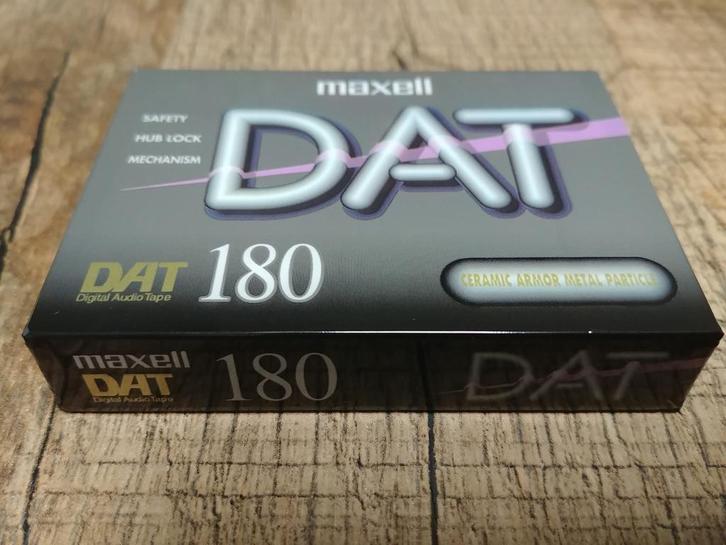 maxell
SAFETY
HUB LOCK
MECHANISM
DAT
DAT
Digital Audio Tape
180
CERAMIC ARMOR METAL PARTICLE
maxell
DAT
Digital Audio Tape
180
DAT